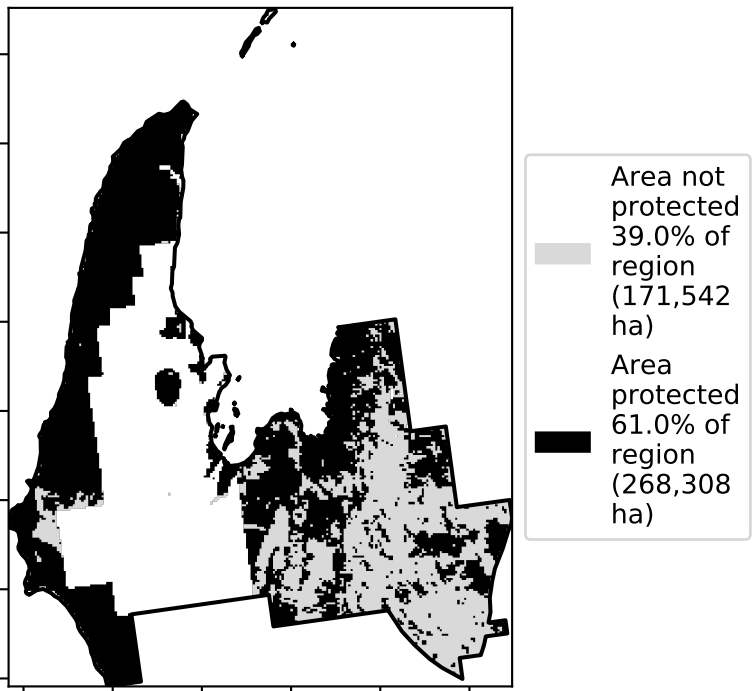 Area not
protected
39.0% of
region
(171,542
ha)
Area
protected
61.0% of
region
(268,308
ha)